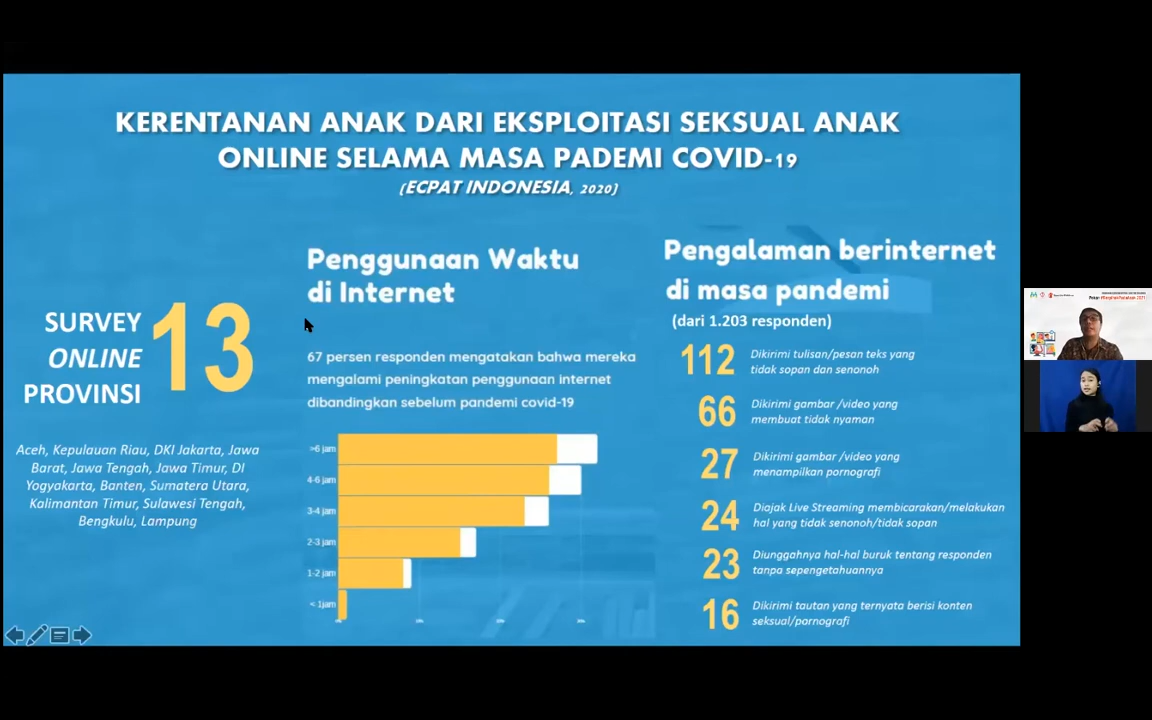 KERENTANAN ANAK DARI EKSPLOITASI SEKSUAL ANAK
ONLINE SELAMA MASA PADEMI COVID-19
(ECPAT INDONESIA, 2020)
SURVEY
ONLINE
PROVINSI
13
Aceh, Kepulauan Riau, DKI Jakarta, Jawa
Barat, Jawa Tengah, Jawa Timur, DI
Yogyakarta, Banten, Sumatera Utara,
Kalimantan Timur, Sulawesi Tengah,
Bengkulu, Lampung
Penggunaan Waktu
di Internet
67 persen responden mengatakan bahwa mereka
mengalami peningkatan penggunaan internet
dibandingkan sebelum pandemi covid-19
>6 jam
4-6 jam
3-4 jam
2-3 jam
1-2 jam
< 1jam
Pengalaman berinternet
di masa pandemi
(dari 1.203 responden)
112 Dikirimi tulisan/pesan teks yang
tidak sopan dan senonoh
66 Dikirimi gambar /video yang
membuat tidak nyaman
27 Dikirimi gambar /video yang
menampilkan pornografi
24 Diajak Live Streaming membicarakan/melakukan
hal yang tidak senonoh/tidak sopan
23 Diunggahnya hal-hal buruk tentang responden
tanpa sepengetahuannya
16 Dikirimi tautan yang ternyata berisi konten
seksual/pornografi